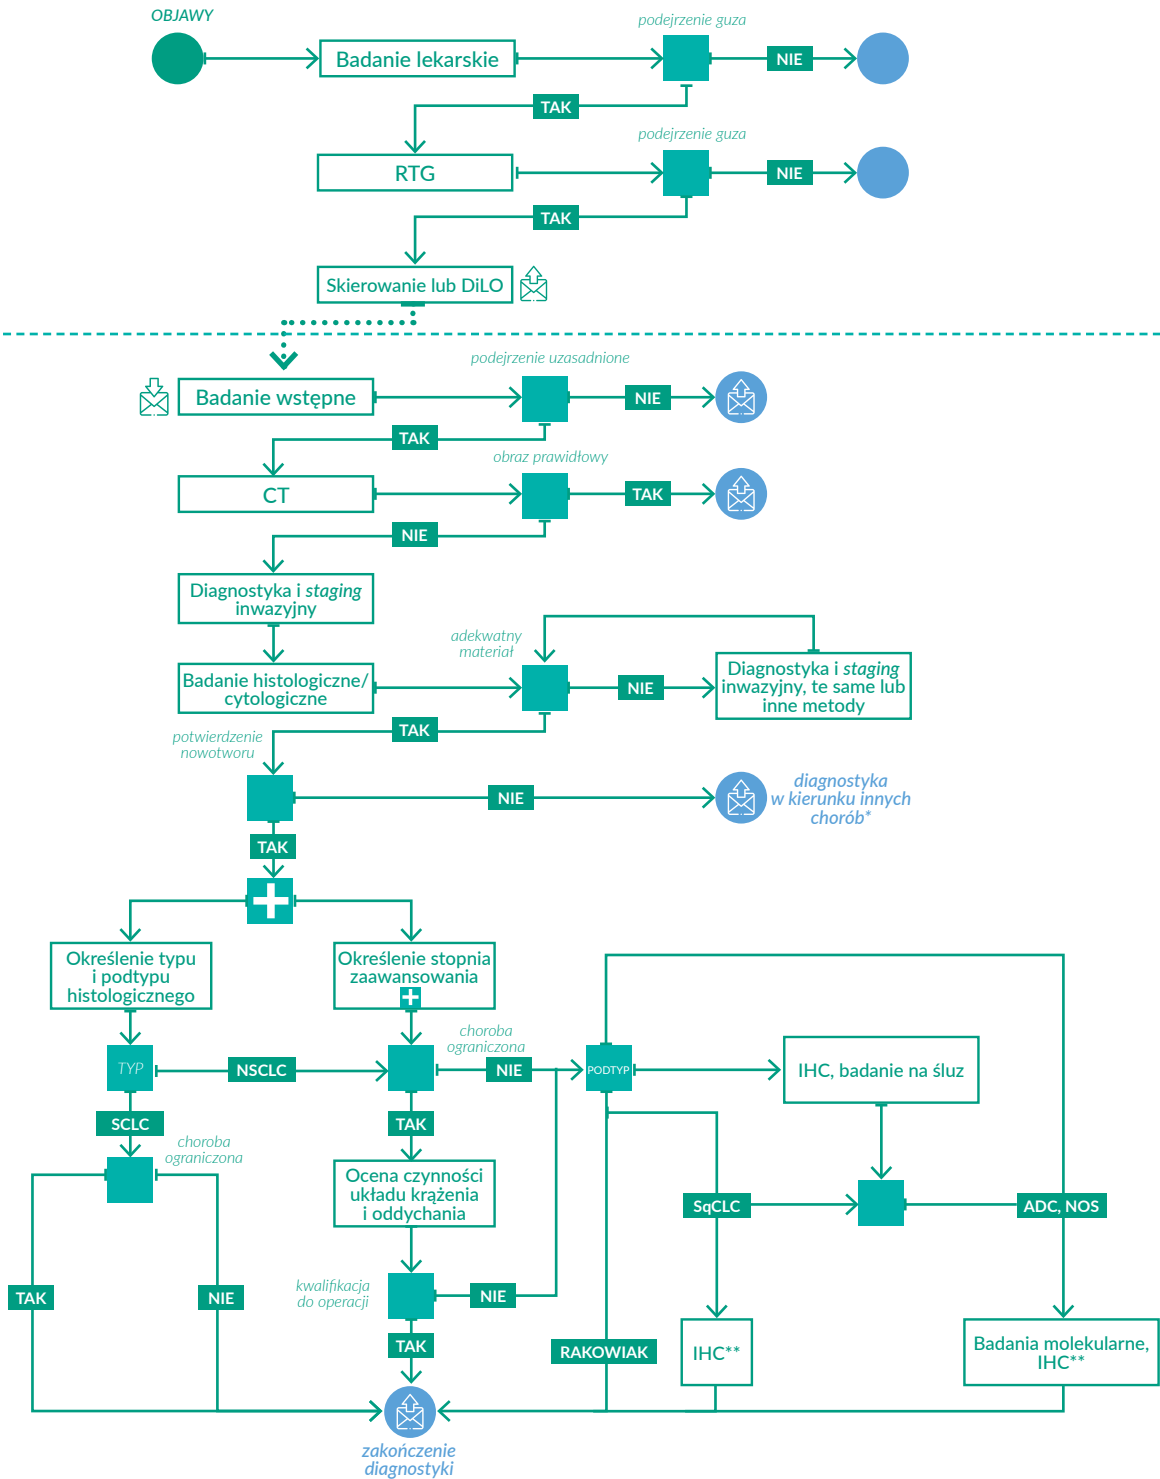 OBJAWY
podejrzenie guza
Badanie lekarskie
NIE
TAK
podejrzenie guza
RTG
NIE
TAK
Skierowanie lub DiLO
podejrzenie uzasadnione
Badanie wstępne
NIE
TAK
obraz prawidłowy
CT
TAK
NIE
Diagnostyka i staging
inwazyjny
adekwatny
materiał
Badanie histologiczne/
cytologiczne
NIE
Diagnostyka i staging
inwazyjny, te same lub
inne metody
TAK
potwierdzenie
nowotworu
NIE
diagnostyka
w kierunku innych
chorób*
TAK
Określenie typu
i podtypu
histologicznego
Określenie stopnia
zaawansowania
choroba
ograniczona
TYP
NSCLC
NIE
PODTYP
IHC, badanie na śluz
SCLC
TAK
choroba
ograniczona
Ocena czynności
układu krążenia
i oddychania
SqCLC
ADC, NOS
kwalifikacja
do operacji
TAK
NIE
NIE
TAK
RAKOWIAK
IHC**
Badania molekularne,
IHC**
zakończenie
diagnostyki